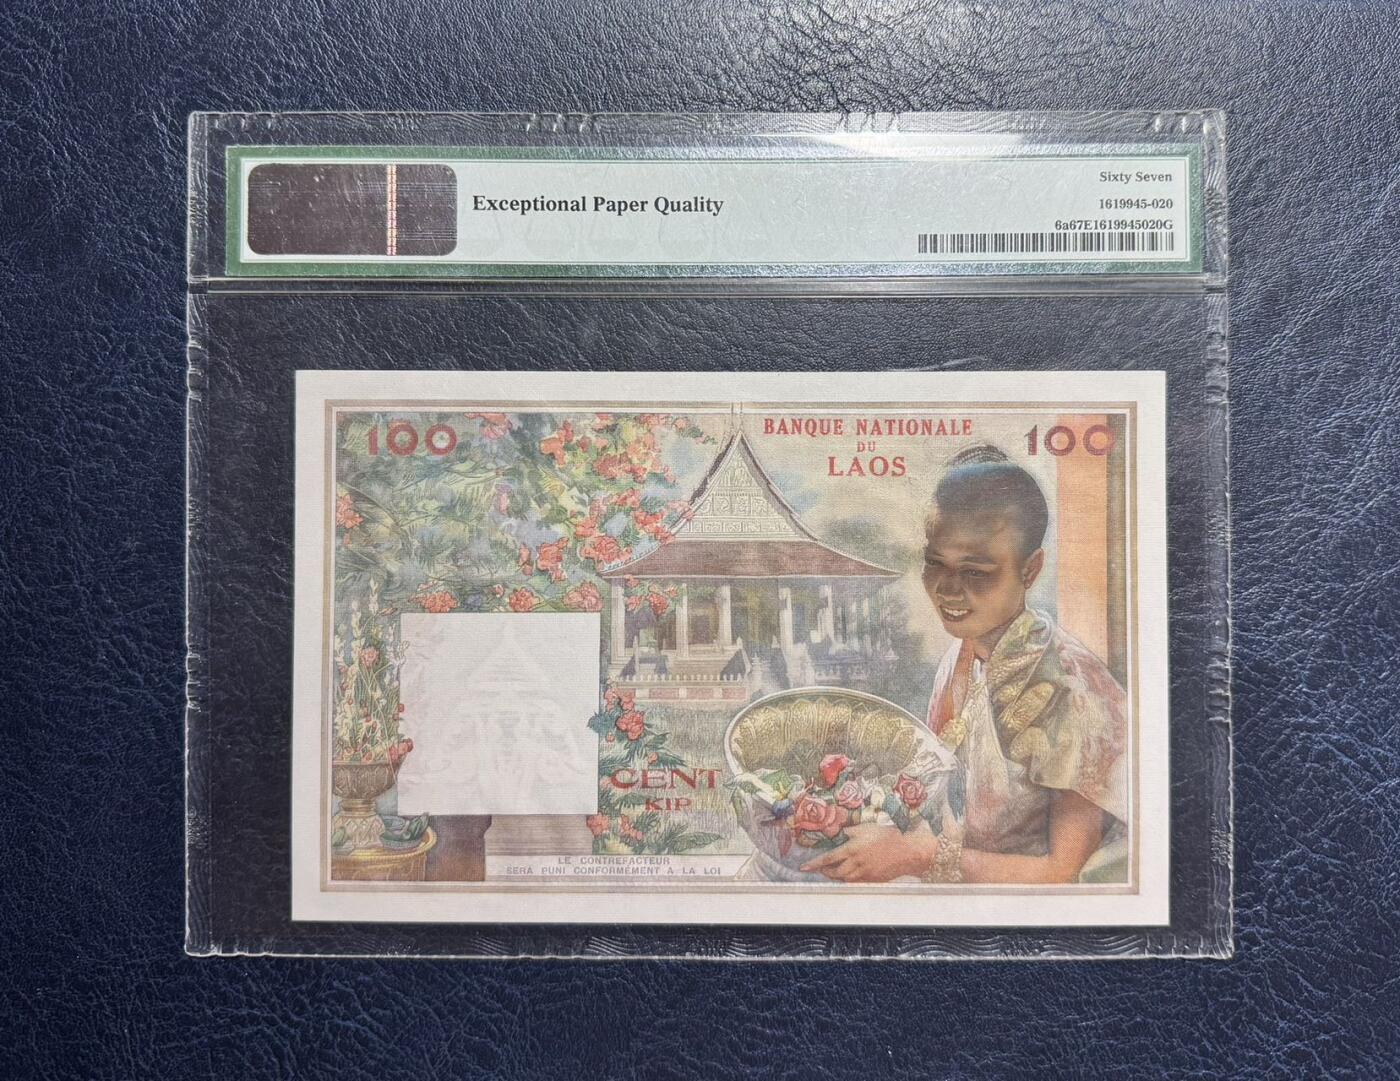 Exceptional Paper Quality
Sixty Seven
1619945-020
6a67E1619945020G
100
BANQUE NATIONALE
DU
LAOS
100
CENT
KIP
LE CONTREFACTEUR
SERA PUNI CONFORMÉMENT A LA LOI